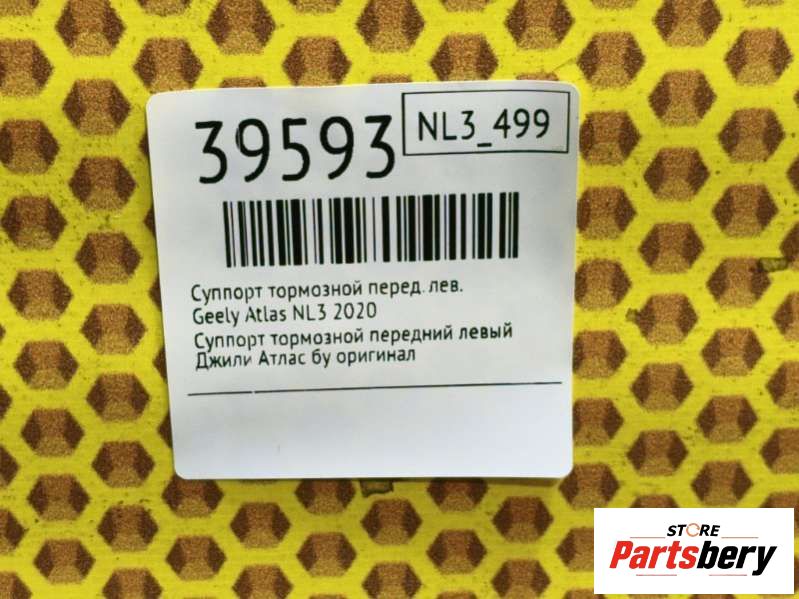 39593
NL3_499
Суппорт тормозной перед. лев.
Geely Atlas NL3 2020
Суппорт тормозной передний левый
Джили Атлас бу оригинал
STORE
Partsbery